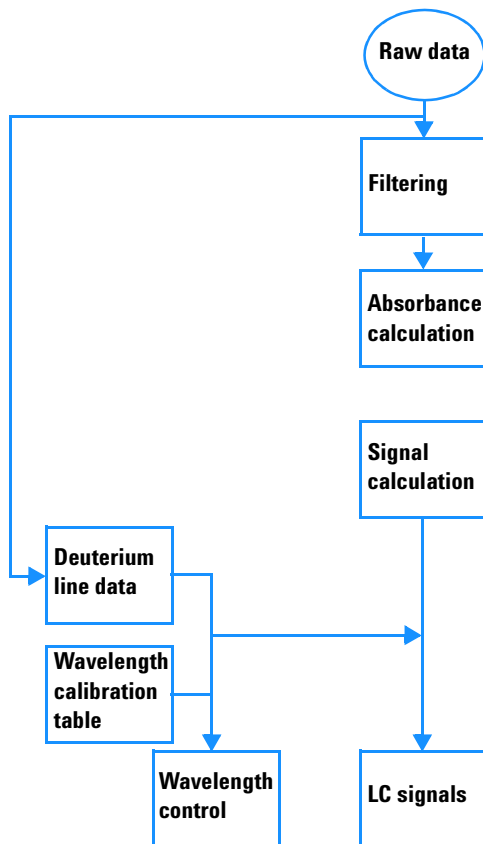 Raw data
Filtering
Absorbance
calculation
Signal
calculation
Deuterium
line data
Wavelength
calibration
table
Wavelength
control
LC signals